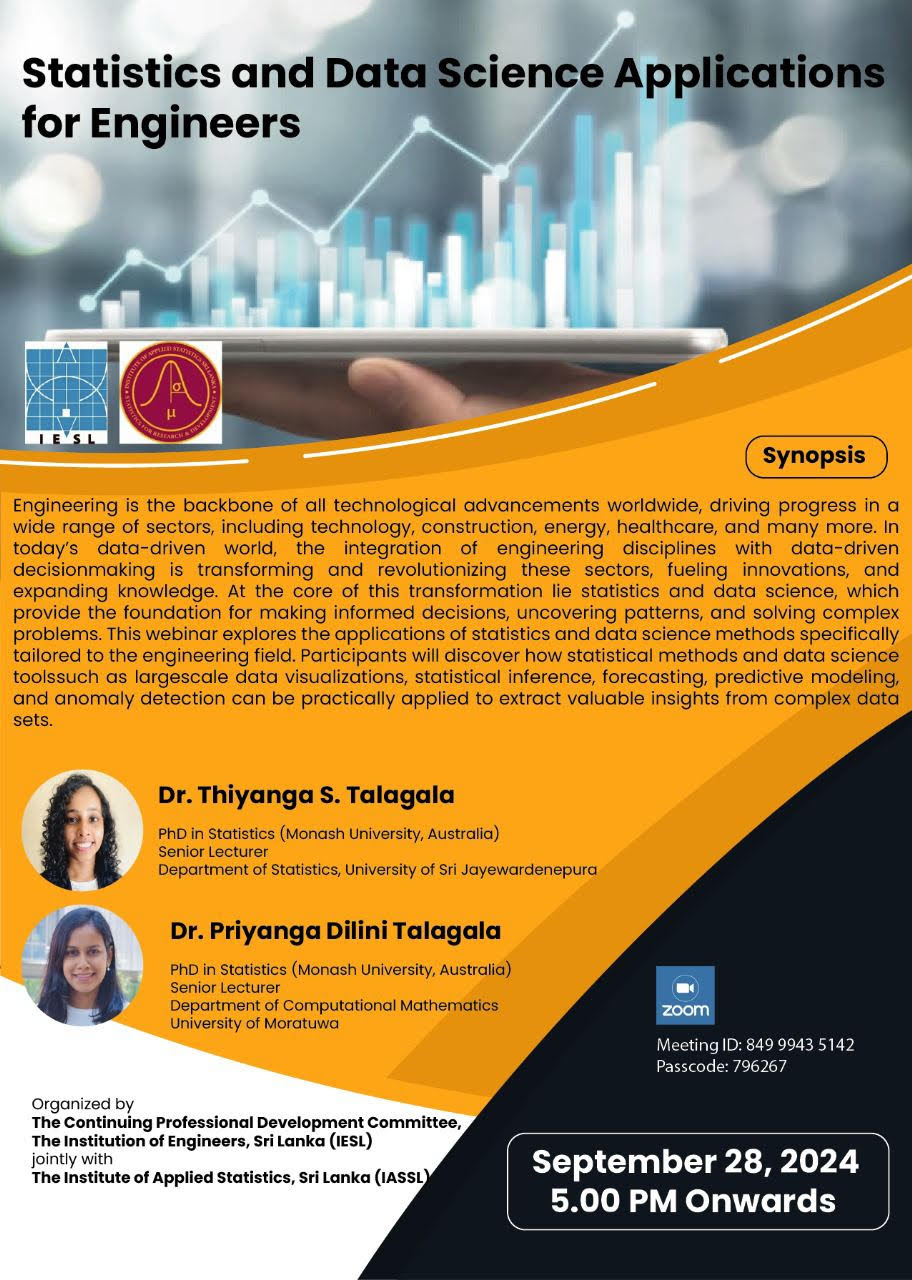 Statistics and Data Science Applications
for Engineers
I E S L
INSTITUTE OF APPLIED STATISTICS SRI LANKA
STATISTICS FOR RESEARCH & DEVELOPMENT
σ
μ
Synopsis
Engineering is the backbone of all technological advancements worldwide, driving progress in a
wide range of sectors, including technology, construction, energy, healthcare, and many more. In
today’s data-driven world, the integration of engineering disciplines with data-driven
decisionmaking is transforming and revolutionizing these sectors, fueling innovations, and
expanding knowledge. At the core of this transformation lie statistics and data science, which
provide the foundation for making informed decisions, uncovering patterns, and solving complex
problems. This webinar explores the applications of statistics and data science methods specifically
tailored to the engineering field. Participants will discover how statistical methods and data science
toolssuch as largescale data visualizations, statistical inference, forecasting, predictive modeling,
and anomaly detection can be practically applied to extract valuable insights from complex data
sets.
Dr. Thiyanga S. Talagala
PhD in Statistics (Monash University, Australia)
Senior Lecturer
Department of Statistics, University of Sri Jayewardenepura
Dr. Priyanga Dilini Talagala
PhD in Statistics (Monash University, Australia)
Senior Lecturer
Department of Computational Mathematics
University of Moratuwa
zoom
Meeting ID: 849 9943 5142
Passcode: 796267
Organized by
The Continuing Professional Development Committee,
The Institution of Engineers, Sri Lanka (IESL)
jointly with
The Institute of Applied Statistics, Sri Lanka (IASSL)
September 28, 2024
5.00 PM Onwards